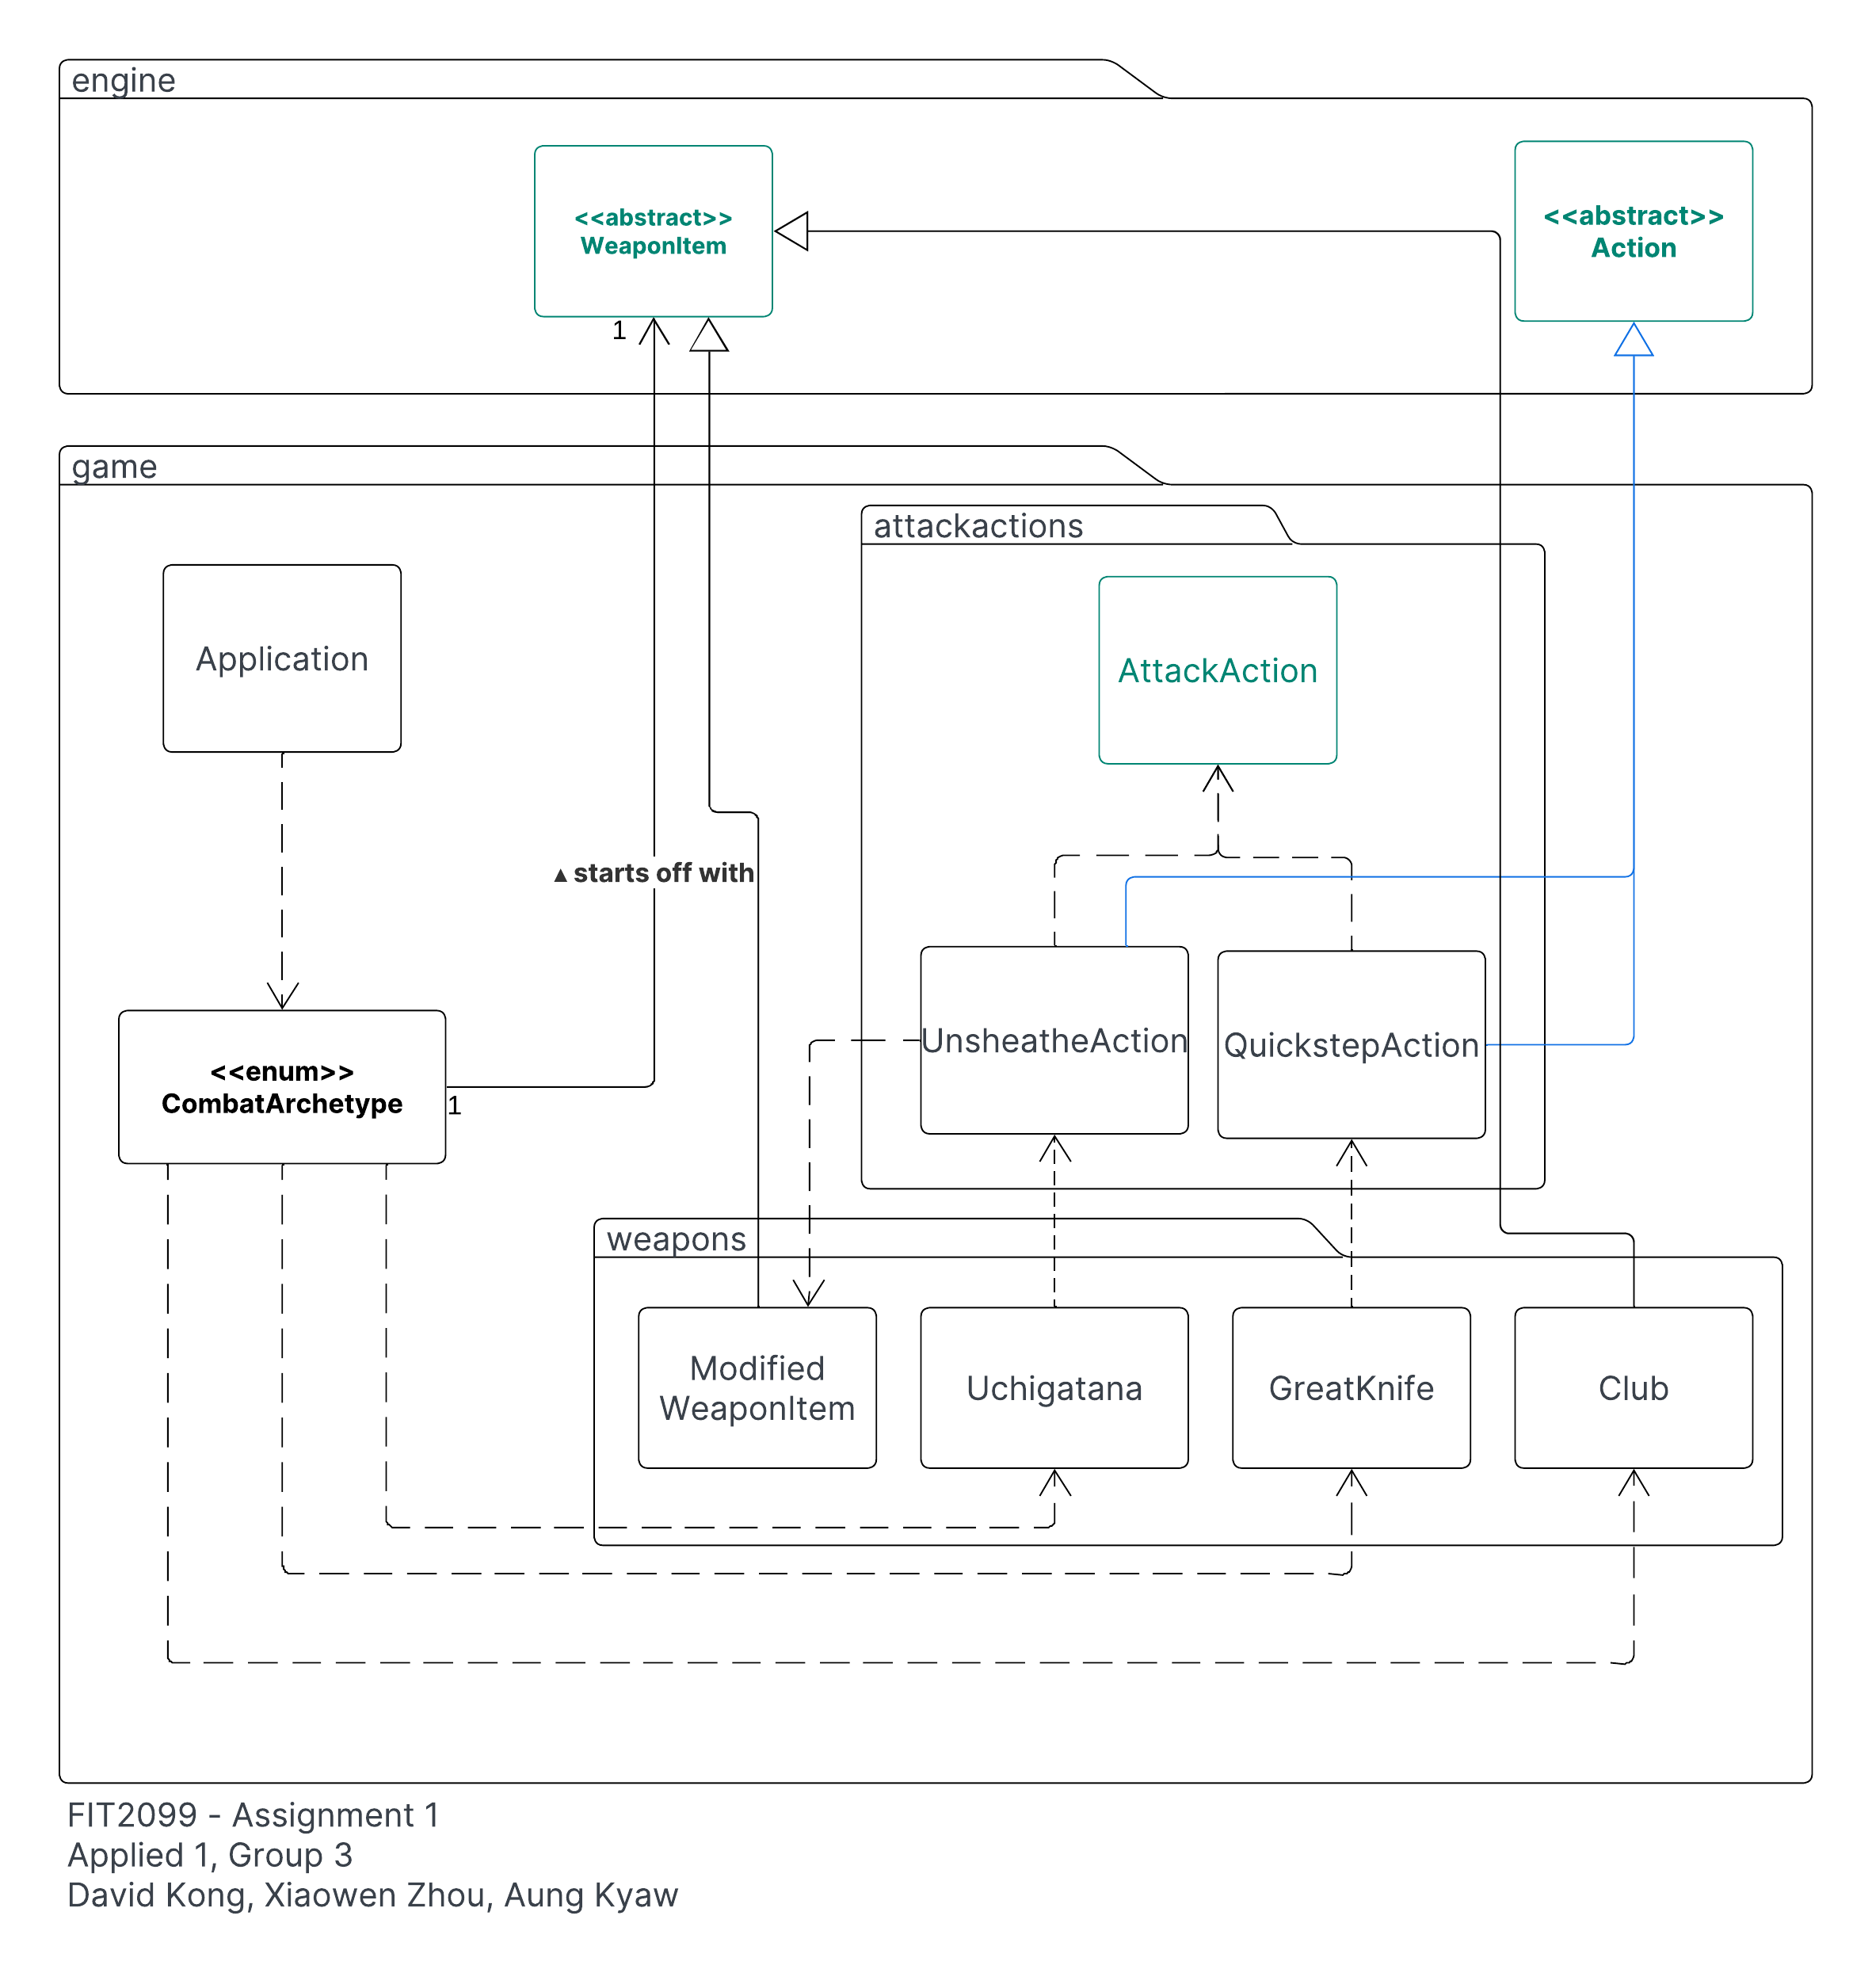 engine
<<abstract>>
WeaponItem
<<abstract>>
Action
1
game
attackactions
Application
AttackAction
▲ starts off with
UnsheatheAction
QuickstepAction
<<enum>>
CombatArchetype
1
weapons
Modified
WeaponItem
Uchigatana
GreatKnife
Club
FIT2099 - Assignment 1
Applied 1, Group 3
David Kong, Xiaowen Zhou, Aung Kyaw